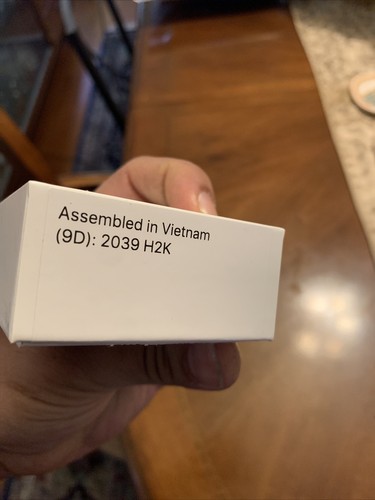 Assembled in Vietnam
(9D): 2039 H2K